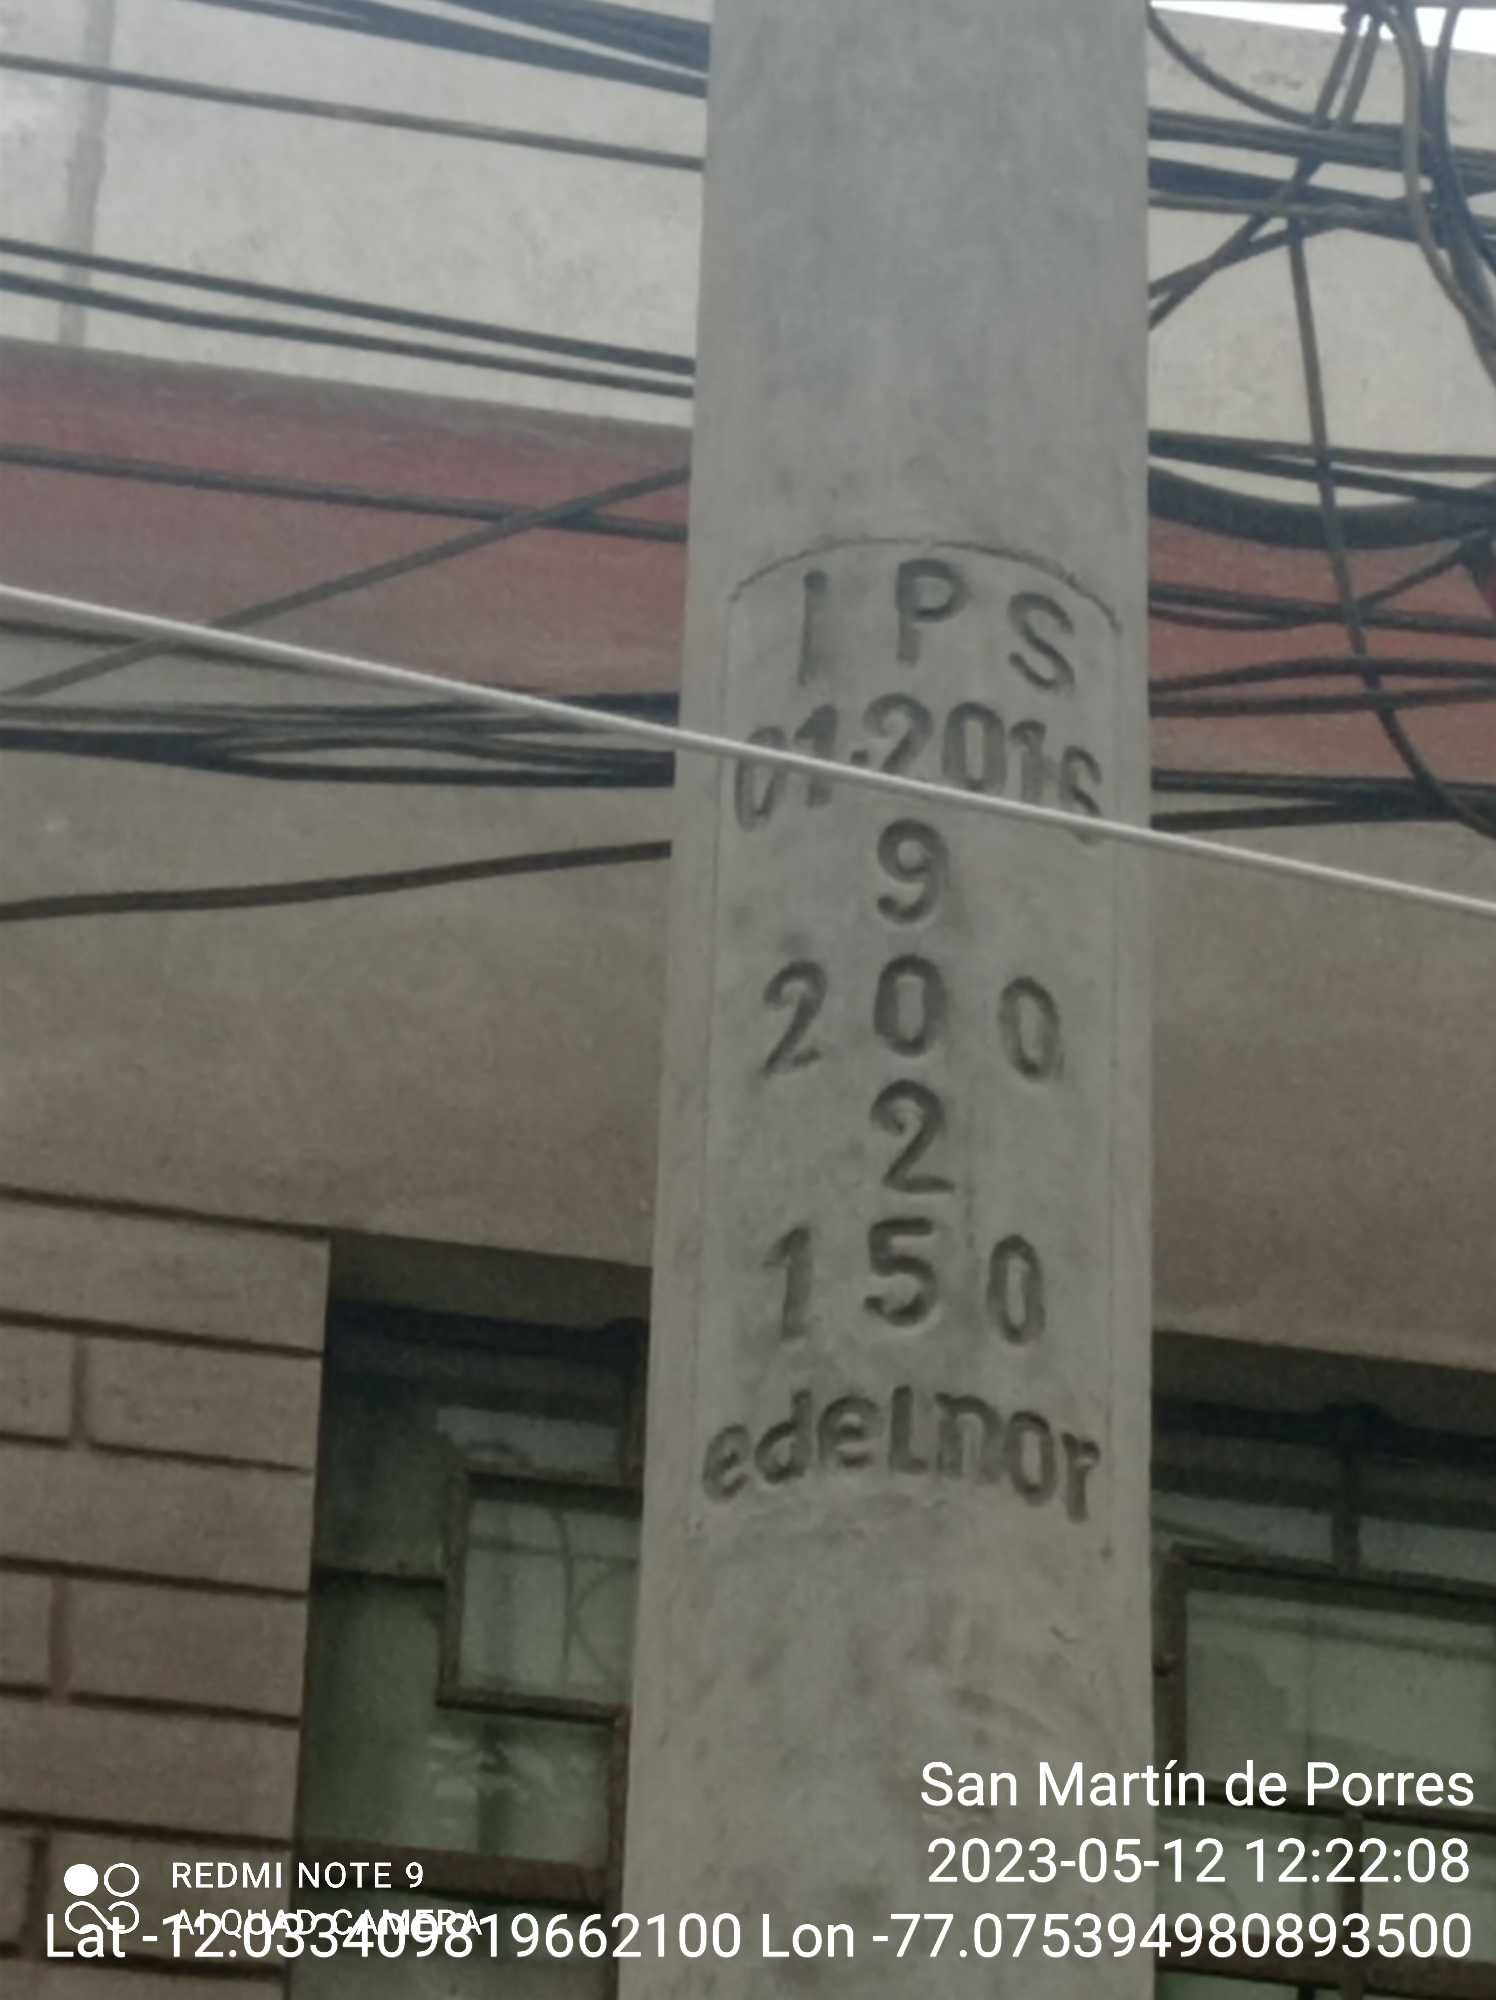 iPS
01-2016
9
200
2
150
edelnor
San Martín de Porres
2023-05-12 12:22:08
REDMI NOTE 9
AI QUAD CAMERA
Lat -12.033409819662100 Lon -77.075394980893500